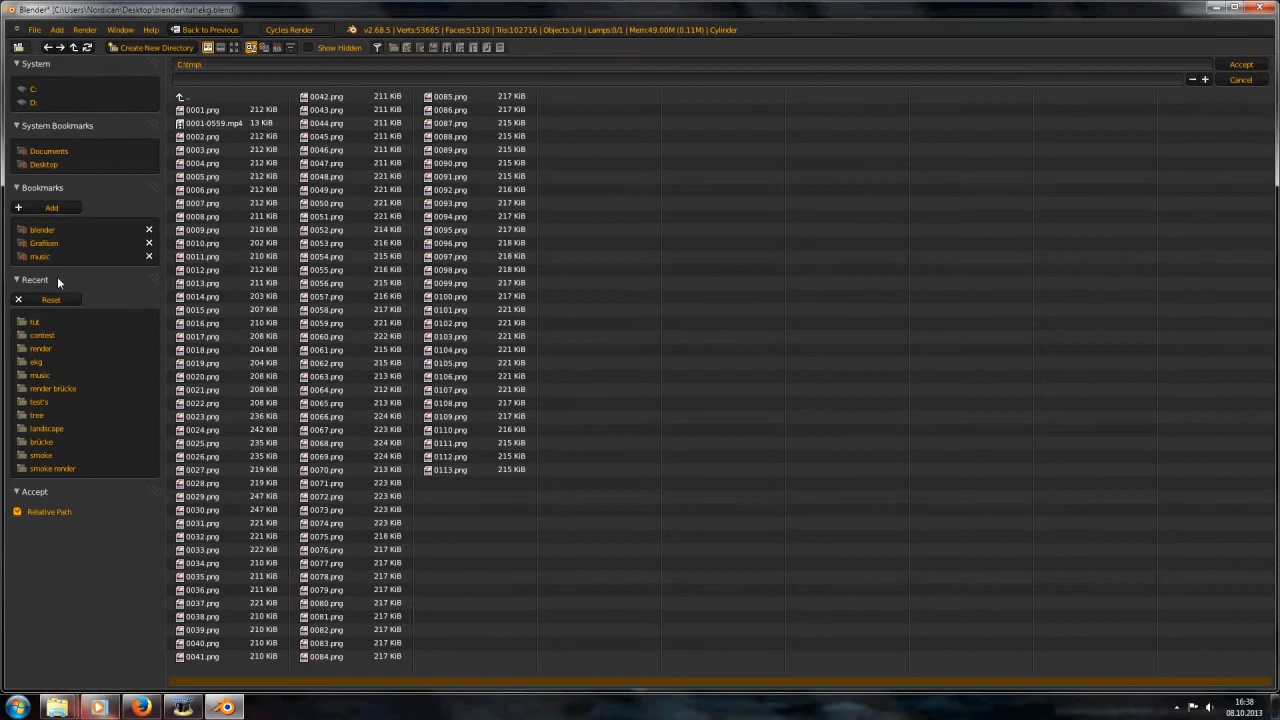 Blender* [C:\Users\Nordican\Desktop\blender\tut\ekg.blend]
File Add Render Window Help Back to Previous Cycles Render v2.68.5 | Verts:53665 | Faces:51330 | Tris:102716 | Objects:1/4 | Lamps:0/1 | Mem:49.00M (0.11M) | Cylinder
Create New Directory Show Hidden
System
C:
D:
System Bookmarks
Documents
Desktop
Bookmarks
Add
blender
Grafiken
music
Recent
Reset
tut
contest
render
ekg
music
render brücke
test's
tree
landscape
brücke
smoke
smoke render
Accept
Relative Path
C:\tmp\
Accept
Cancel
..
0001.png 212 KiB
0001-0559.mp4 13 KiB
0002.png 212 KiB
0003.png 212 KiB
0004.png 212 KiB
0005.png 212 KiB
0006.png 212 KiB
0007.png 212 KiB
0008.png 211 KiB
0009.png 210 KiB
0010.png 202 KiB
0011.png 210 KiB
0012.png 212 KiB
0013.png 211 KiB
0014.png 203 KiB
0015.png 207 KiB
0016.png 210 KiB
0017.png 208 KiB
0018.png 204 KiB
0019.png 204 KiB
0020.png 206 KiB
0021.png 208 KiB
0022.png 208 KiB
0023.png 236 KiB
0024.png 242 KiB
0025.png 235 KiB
0026.png 235 KiB
0027.png 219 KiB
0028.png 219 KiB
0029.png 247 KiB
0030.png 247 KiB
0031.png 221 KiB
0032.png 221 KiB
0033.png 222 KiB
0034.png 210 KiB
0035.png 211 KiB
0036.png 211 KiB
0037.png 221 KiB
0038.png 210 KiB
0039.png 210 KiB
0040.png 210 KiB
0041.png 210 KiB
0042.png 211 KiB
0043.png 211 KiB
0044.png 211 KiB
0045.png 211 KiB
0046.png 211 KiB
0047.png 211 KiB
0048.png 221 KiB
0049.png 221 KiB
0050.png 221 KiB
0051.png 221 KiB
0052.png 214 KiB
0053.png 216 KiB
0054.png 215 KiB
0055.png 216 KiB
0056.png 215 KiB
0057.png 216 KiB
0058.png 217 KiB
0059.png 221 KiB
0060.png 222 KiB
0061.png 215 KiB
0062.png 215 KiB
0063.png 213 KiB
0064.png 212 KiB
0065.png 213 KiB
0066.png 224 KiB
0067.png 223 KiB
0068.png 224 KiB
0069.png 224 KiB
0070.png 213 KiB
0071.png 223 KiB
0072.png 223 KiB
0073.png 223 KiB
0074.png 223 KiB
0075.png 218 KiB
0076.png 217 KiB
0077.png 217 KiB
0078.png 217 KiB
0079.png 217 KiB
0080.png 217 KiB
0081.png 217 KiB
0082.png 217 KiB
0083.png 217 KiB
0084.png 217 KiB
0085.png 217 KiB
0086.png 217 KiB
0087.png 215 KiB
0088.png 215 KiB
0089.png 215 KiB
0090.png 215 KiB
0091.png 215 KiB
0092.png 216 KiB
0093.png 217 KiB
0094.png 217 KiB
0095.png 217 KiB
0096.png 218 KiB
0097.png 218 KiB
0098.png 218 KiB
0099.png 217 KiB
0100.png 217 KiB
0101.png 221 KiB
0102.png 221 KiB
0103.png 221 KiB
0104.png 221 KiB
0105.png 221 KiB
0106.png 221 KiB
0107.png 221 KiB
0108.png 217 KiB
0109.png 217 KiB
0110.png 216 KiB
0111.png 215 KiB
0112.png 215 KiB
0113.png 215 KiB
16:38
08.10.2013